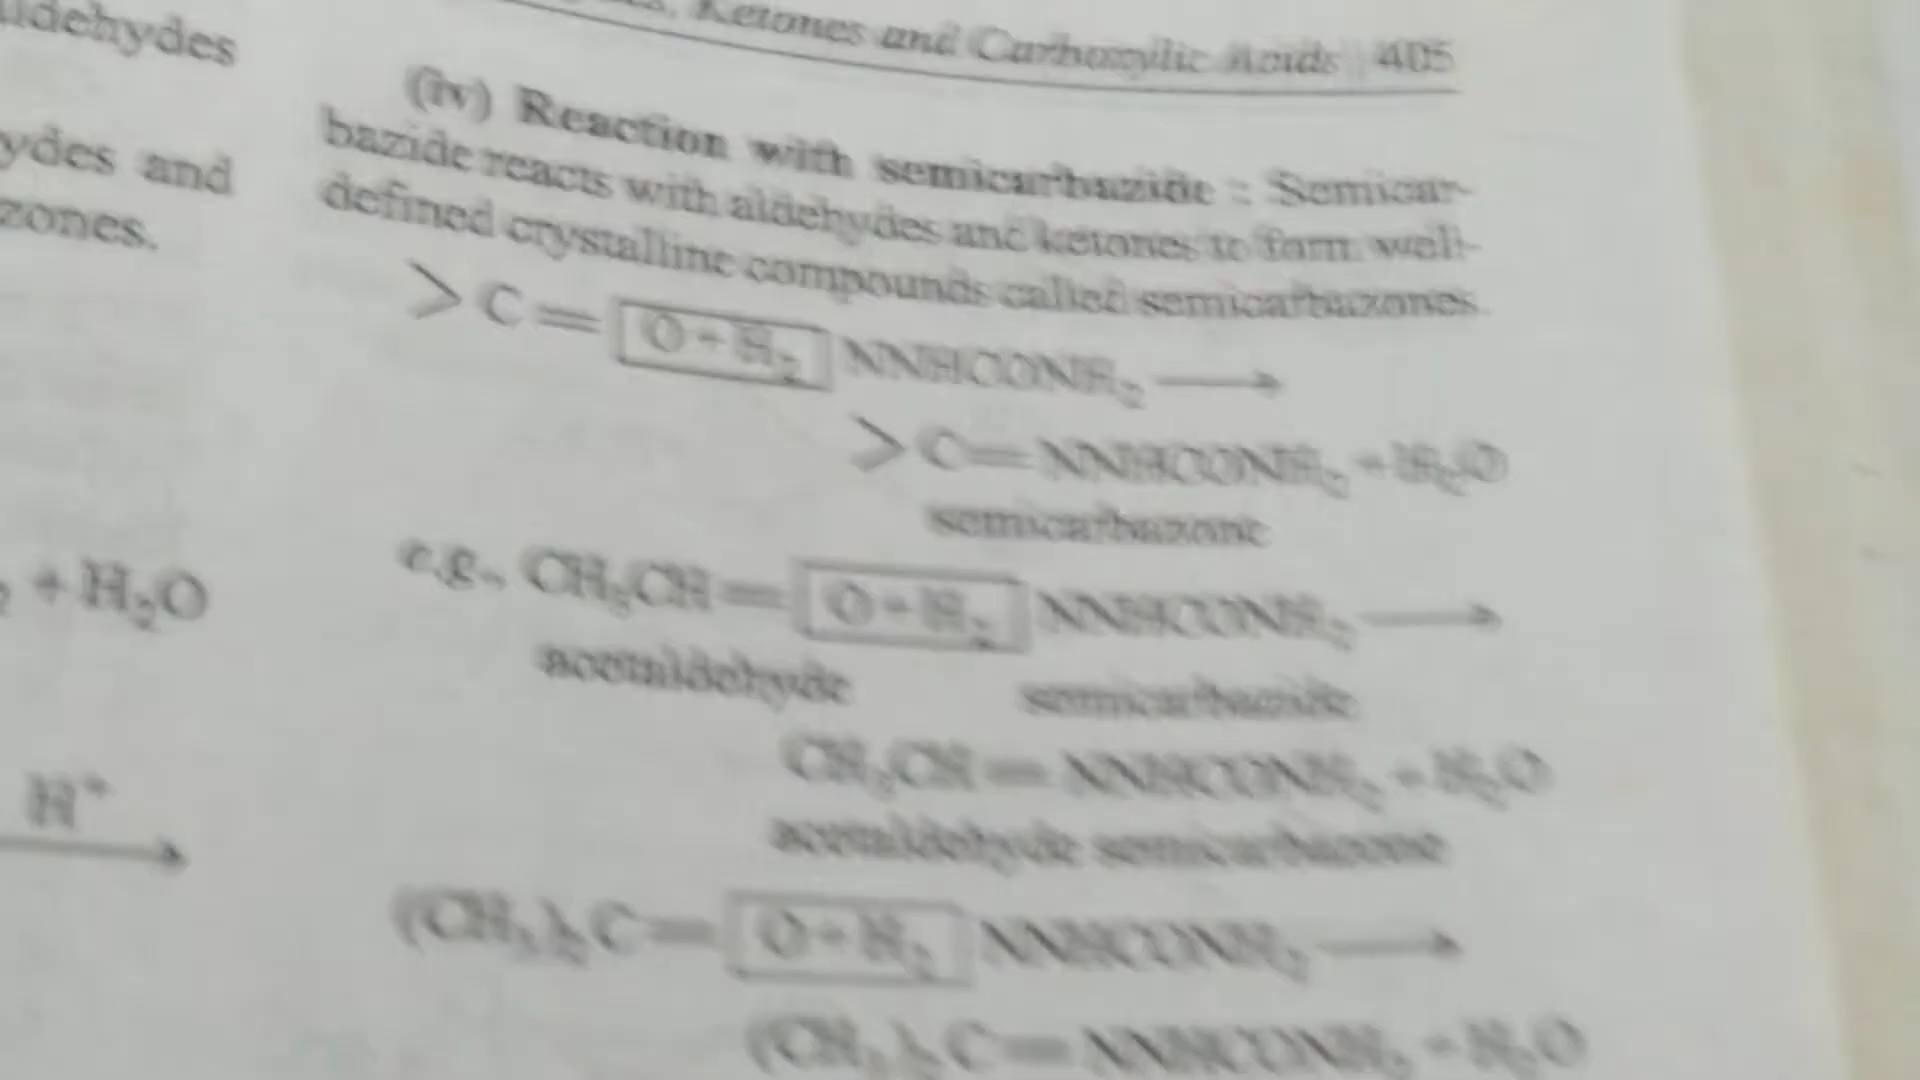 aldehydes
ydes and
zones.
2 + H₂O
H⁺
Ketones and Carboxylic Acids 405
(iv) Reaction with semicarbazide : Semicar-
bazide reacts with aldehydes and ketones to form well-
defined crystalline compounds called semicarbazones.
>C=O + H₂NNHCONH₂ ⟶
>C=NNHCONH₂ + H₂O
semicarbazone
e.g., CH₃CH=O + H₂NNHCONH₂ ⟶
acetaldehyde semicarbazide
CH₃CH=NNHCONH₂ + H₂O
acetaldehyde semicarbazone
(CH₃)₂C=O + H₂NNHCONH₂ ⟶
(CH₃)₂C=NNHCONH₂ + H₂O